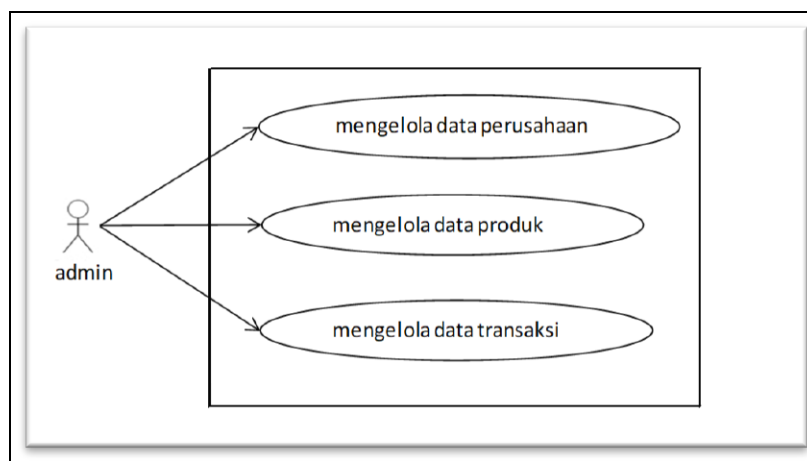 mengelola data perusahaan
mengelola data produk
admin
mengelola data transaksi